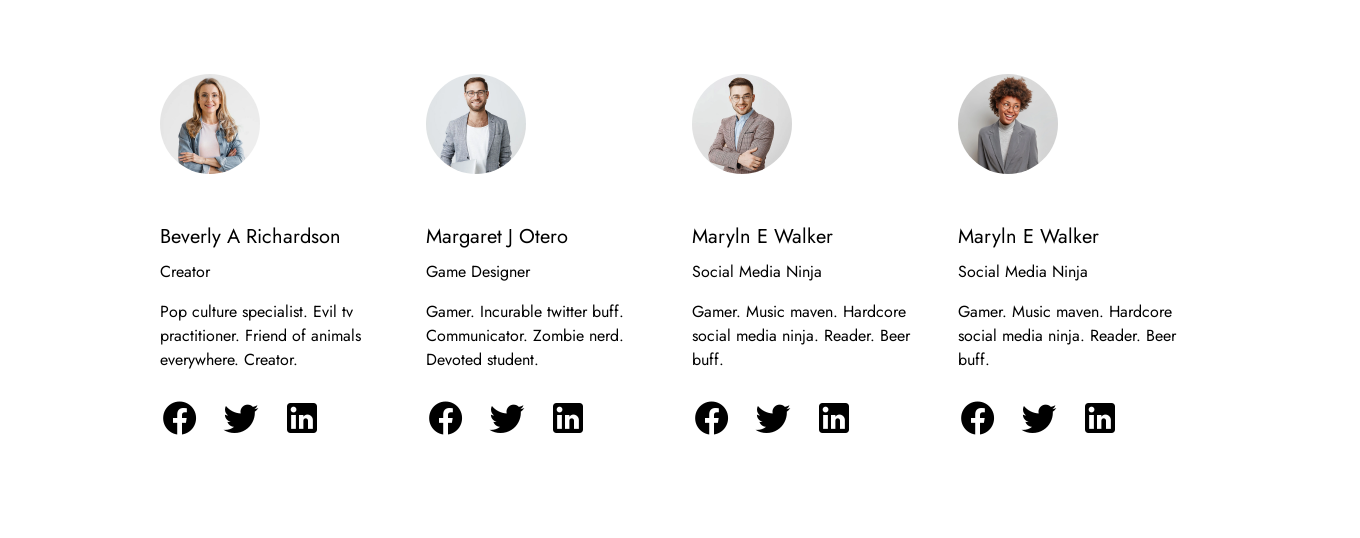 Beverly A Richardson
Creator
Pop culture specialist. Evil tv
practitioner. Friend of animals
everywhere. Creator.
Margaret J Otero
Game Designer
Gamer. Incurable twitter buff.
Communicator. Zombie nerd.
Devoted student.
Maryln E Walker
Social Media Ninja
Gamer. Music maven. Hardcore
social media ninja. Reader. Beer
buff.
Maryln E Walker
Social Media Ninja
Gamer. Music maven. Hardcore
social media ninja. Reader. Beer
buff.